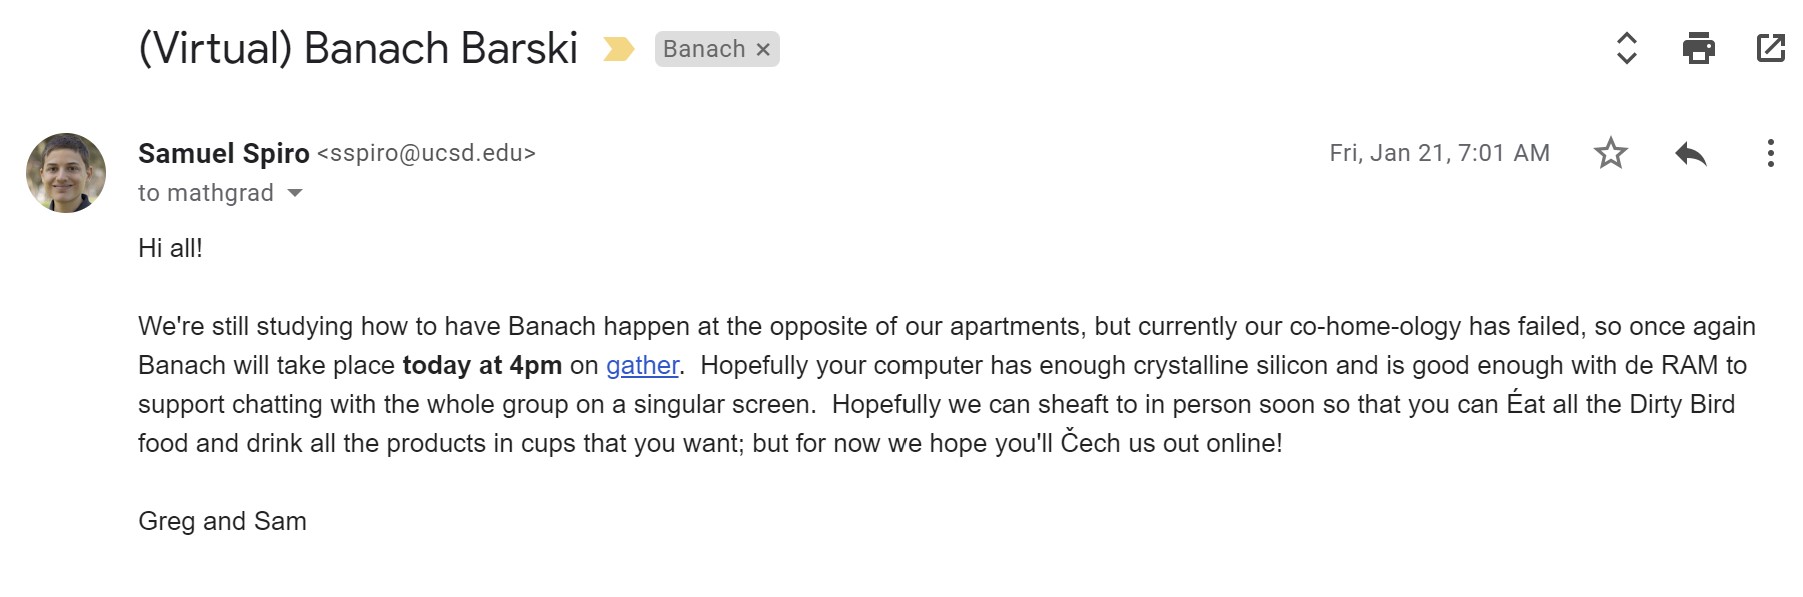 (Virtual) Banach Barski Banach ×
Samuel Spiro <sspiro@ucsd.edu> Fri, Jan 21, 7:01 AM
to mathgrad
Hi all!
We're still studying how to have Banach happen at the opposite of our apartments, but currently our co-home-ology has failed, so once again
Banach will take place today at 4pm on gather.  Hopefully your computer has enough crystalline silicon and is good enough with de RAM to
support chatting with the whole group on a singular screen.  Hopefully we can sheaft to in person soon so that you can Éat all the Dirty Bird
food and drink all the products in cups that you want; but for now we hope you'll Čech us out online!
Greg and Sam